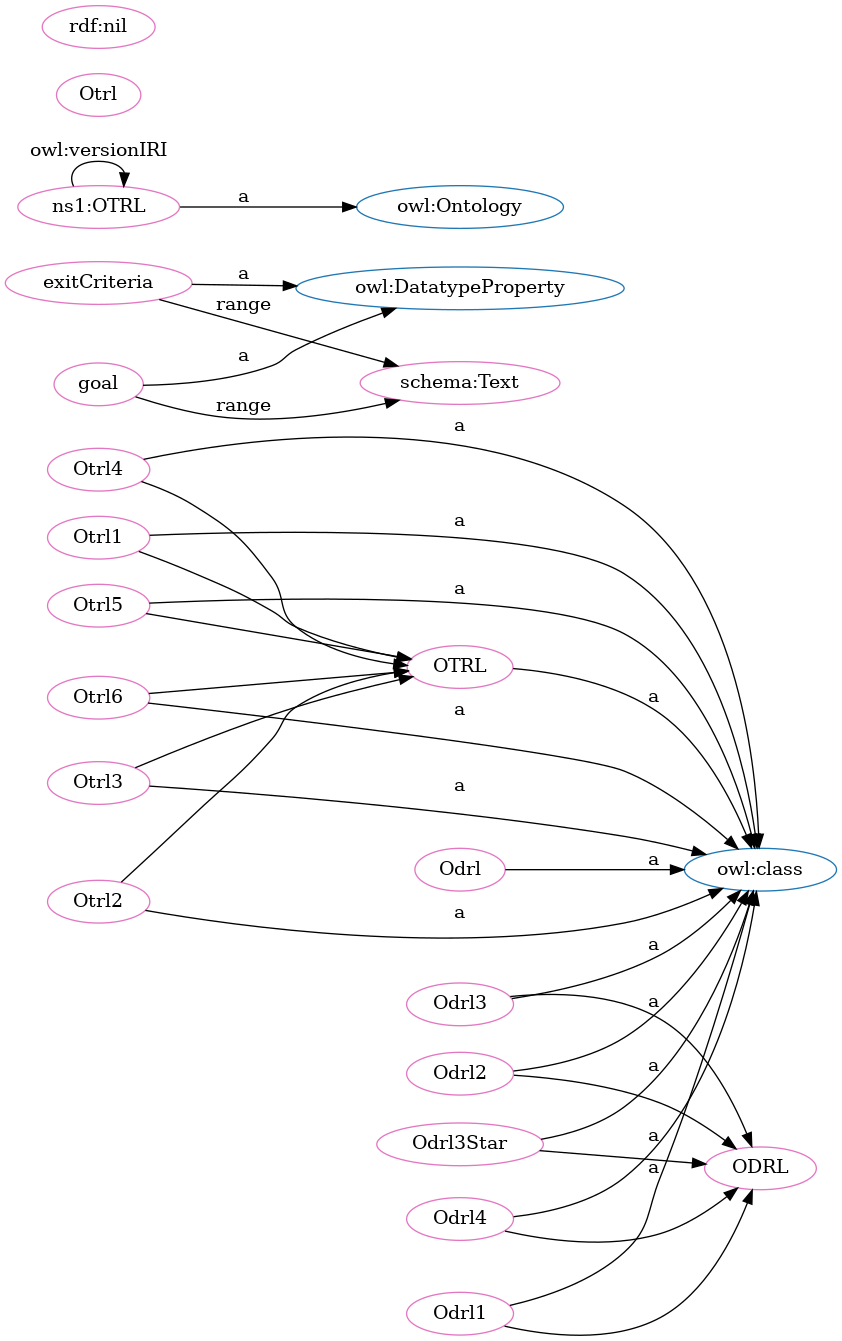 rdf:nil
Otrl
owl:versionIRI
ns1:OTRL
a
owl:Ontology
exitCriteria
a
owl:DatatypeProperty
range
a
schema:Text
goal
range
a
Otrl4
a
Otrl1
a
Otrl5
OTRL
a
Otrl6
a
Otrl3
a
a
Odrl
owl:class
Otrl2
a
a
Odrl3
a
Odrl2
a
Odrl3Star
a
a
ODRL
Odrl4
Odrl1